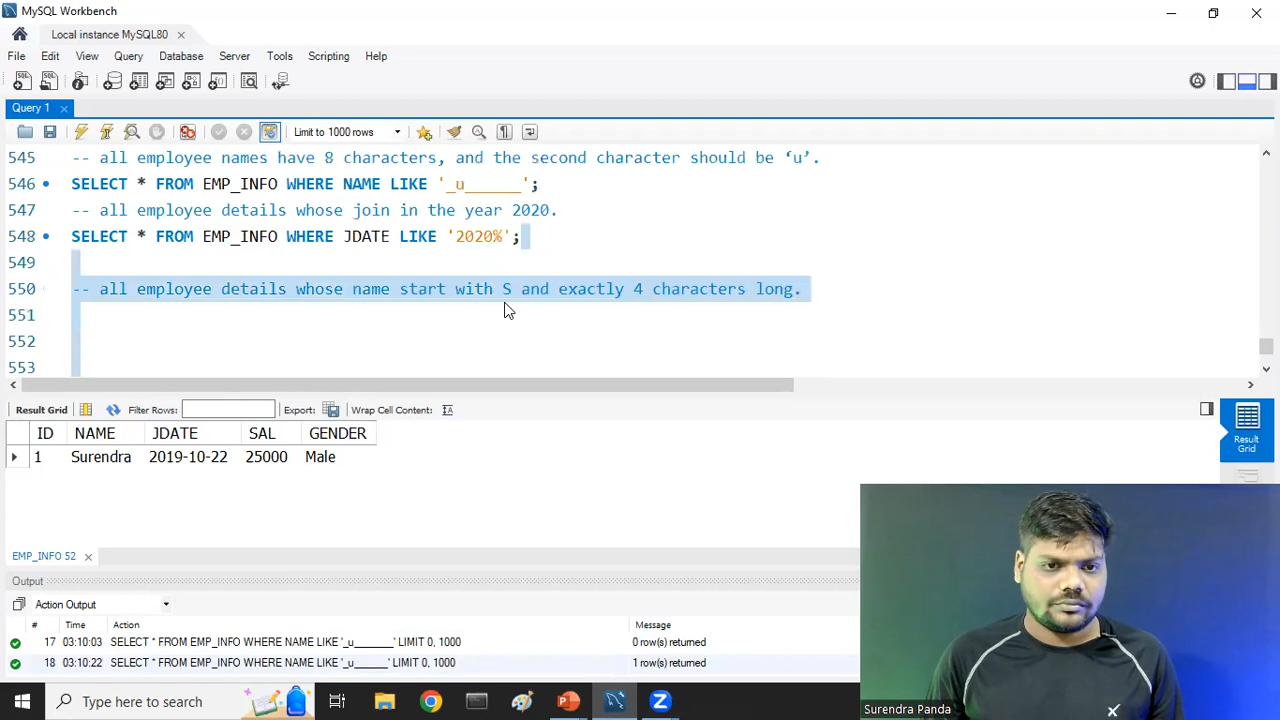 MySQL Workbench
Local instance MySQL80
File Edit View Query Database Server Tools Scripting Help
Query 1
Limit to 1000 rows
545 -- all employee names have 8 characters, and the second character should be ‘u’.
546 SELECT * FROM EMP_INFO WHERE NAME LIKE '_u______';
547 -- all employee details whose join in the year 2020.
548 SELECT * FROM EMP_INFO WHERE JDATE LIKE '2020%';
549
550 -- all employee details whose name start with S and exactly 4 characters long.
551
552
553
Result Grid Filter Rows: Export: Wrap Cell Content:
ID NAME JDATE SAL GENDER
1 Surendra 2019-10-22 25000 Male
Result
Grid
EMP_INFO 52
Output
Action Output
# Time Action Message
17 03:10:03 SELECT * FROM EMP_INFO WHERE NAME LIKE '_u_______' LIMIT 0, 1000 0 row(s) returned
18 03:10:22 SELECT * FROM EMP_INFO WHERE NAME LIKE '_u______' LIMIT 0, 1000 1 row(s) returned
Type here to search
Surendra Panda